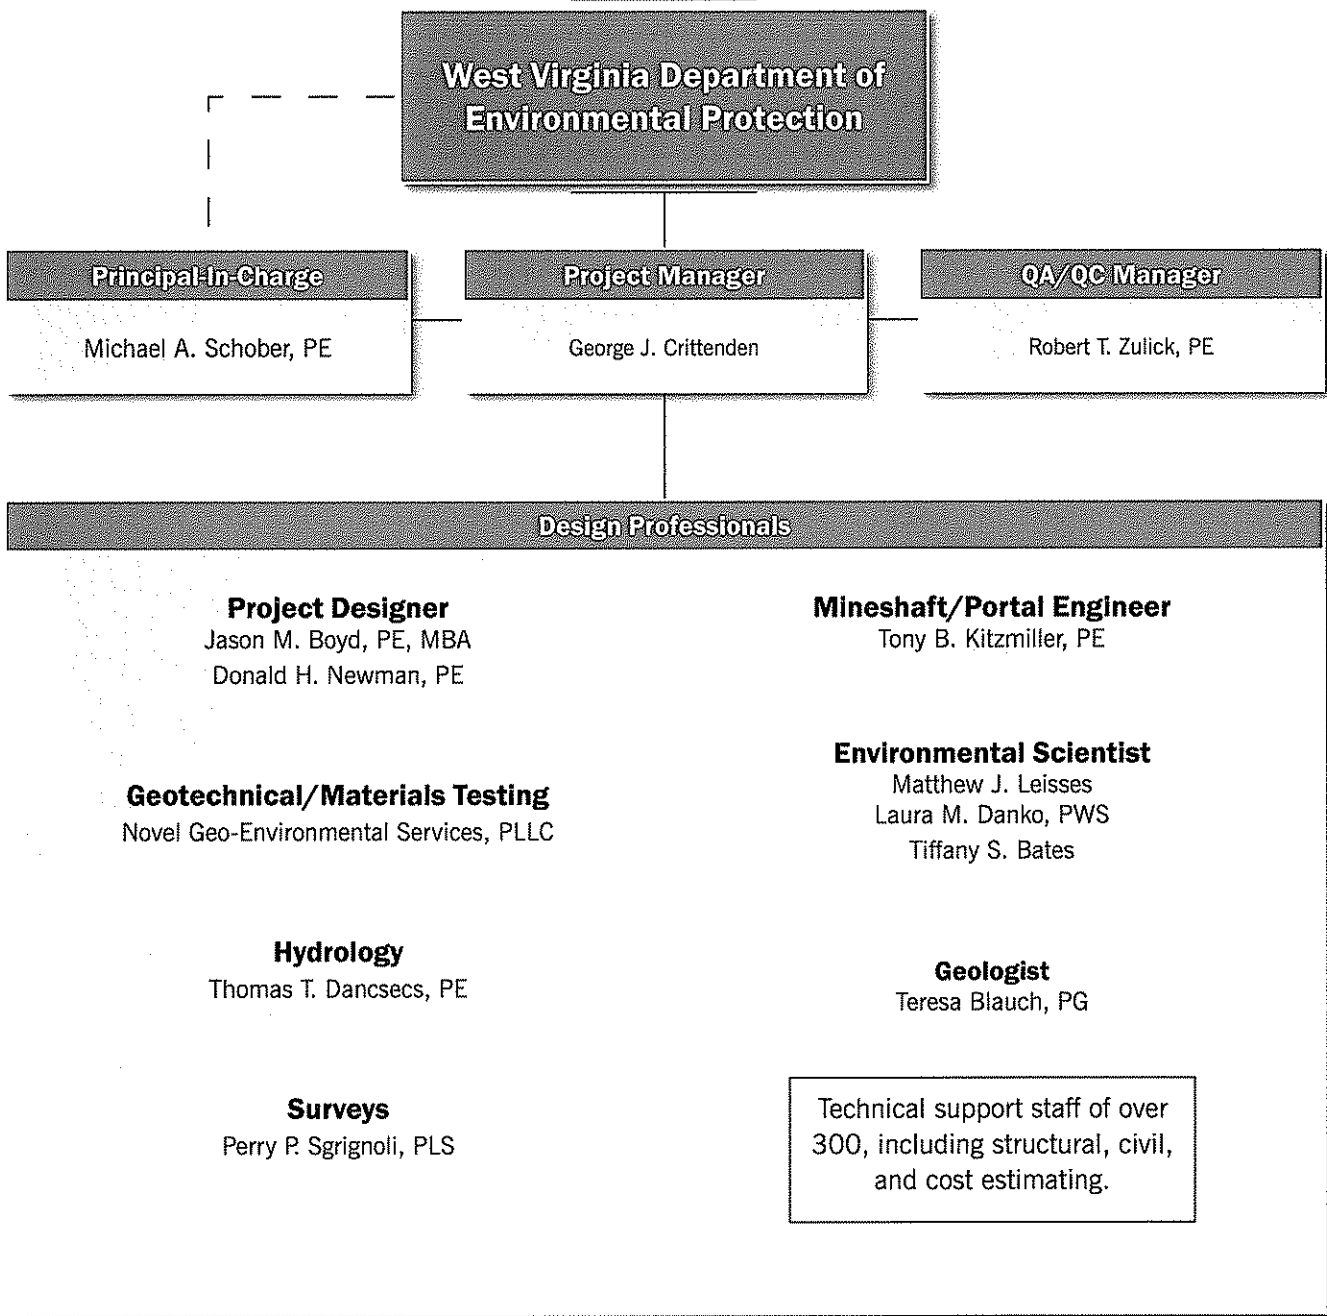 West Virginia Department of
Environmental Protection
Principal-In-Charge
Michael A. Schober, PE
Project Manager
George J. Crittenden
QA/QC Manager
Robert T. Zulick, PE
Design Professionals
Project Designer
Jason M. Boyd, PE, MBA
Donald H. Newman, PE
Geotechnical/Materials Testing
Novel Geo-Environmental Services, PLLC
Hydrology
Thomas T. Dancsecs, PE
Surveys
Perry P. Sgrignoli, PLS
Mineshaft/Portal Engineer
Tony B. Kitzmiller, PE
Environmental Scientist
Matthew J. Leisses
Laura M. Danko, PWS
Tiffany S. Bates
Geologist
Teresa Blauch, PG
Technical support staff of over
300, including structural, civil,
and cost estimating.